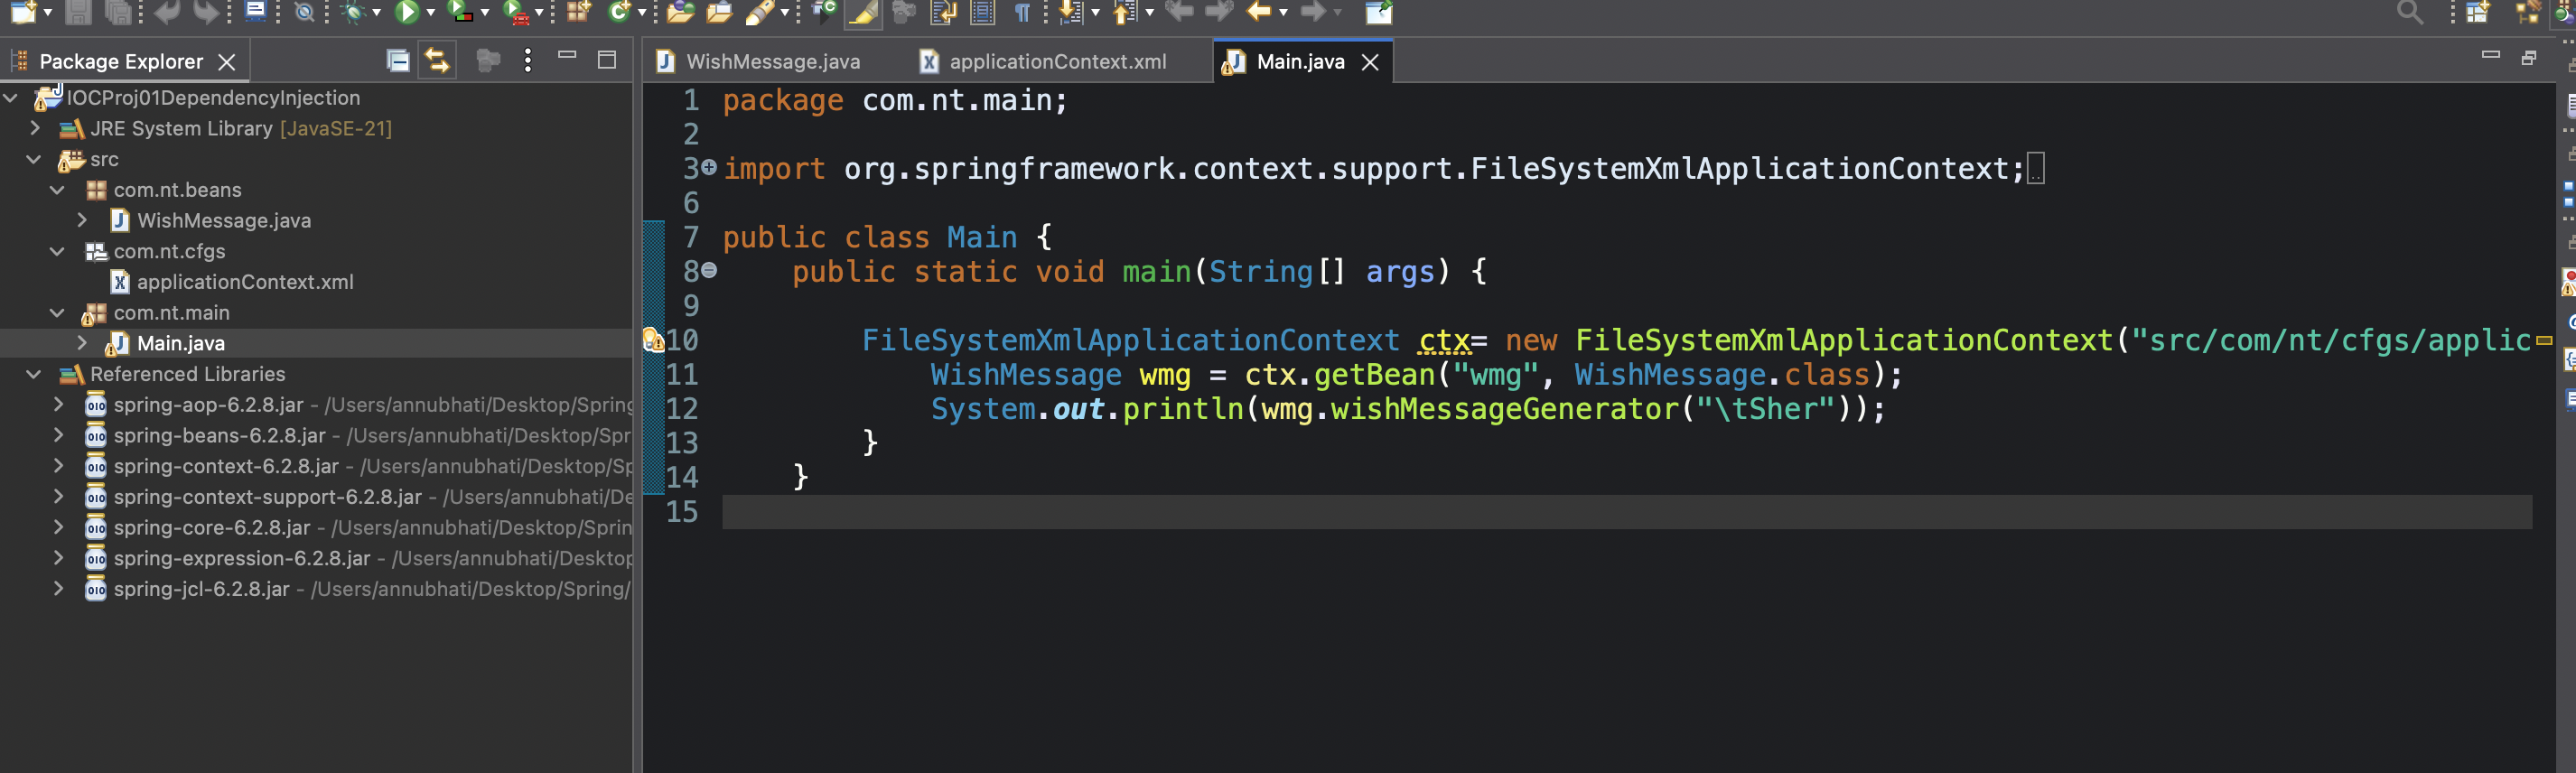 Package Explorer
IOCProj01DependencyInjection
JRE System Library [JavaSE-21]
src
com.nt.beans
WishMessage.java
com.nt.cfgs
applicationContext.xml
com.nt.main
Main.java
Referenced Libraries
spring-aop-6.2.8.jar - /Users/annubhati/Desktop/Spring
spring-beans-6.2.8.jar - /Users/annubhati/Desktop/Spr
spring-context-6.2.8.jar - /Users/annubhati/Desktop/Sp
spring-context-support-6.2.8.jar - /Users/annubhati/De
spring-core-6.2.8.jar - /Users/annubhati/Desktop/Sprin
spring-expression-6.2.8.jar - /Users/annubhati/Desktop
spring-jcl-6.2.8.jar - /Users/annubhati/Desktop/Spring/
WishMessage.java applicationContext.xml Main.java
1 package com.nt.main;
2
3 import org.springframework.context.support.FileSystemXmlApplicationContext;
6
7 public class Main {
8 public static void main(String[] args) {
9
10 FileSystemXmlApplicationContext ctx= new FileSystemXmlApplicationContext("src/com/nt/cfgs/applic
11 WishMessage wmg = ctx.getBean("wmg", WishMessage.class);
12 System.out.println(wmg.wishMessageGenerator("\tSher"));
13 }
14 }
15